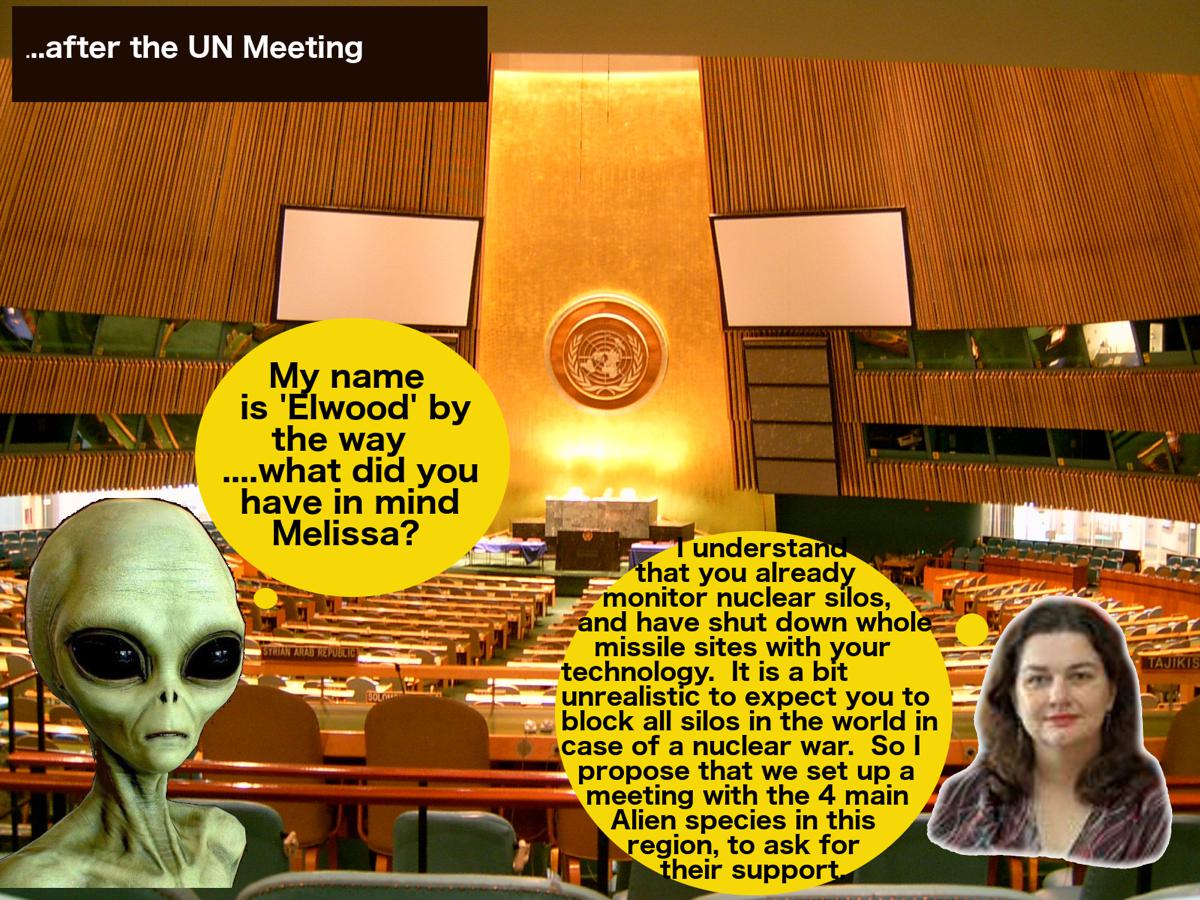 ...after the UN Meeting
My name
is 'Elwood' by
the way
....what did you
have in mind
Melissa?
I understand
that you already
monitor nuclear silos,
and have shut down whole
missile sites with your
technology.  It is a bit
unrealistic to expect you to
block all silos in the world in
case of a nuclear war.  So I
propose that we set up a
meeting with the 4 main
Alien species in this
region, to ask for
their support.
SYRIAN ARAB REPUBLIC
TAJIKIS